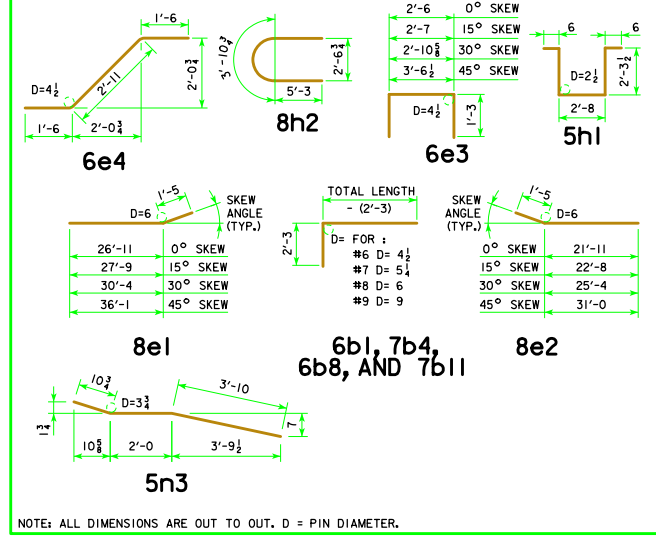 1'-6
D=4½
2'-11
2'-0¾
1'-6
2'-0¾
6e4
3'-10¾
2'-6¾
5'-3
8h2
2'-6 0° SKEW
2'-7 15° SKEW
2'-10⅝ 30° SKEW
3'-6½ 45° SKEW
D=4½
1'-3
6e3
6 6
D=2½
2'-3½
2'-8
5h1
1'-5
D=6
SKEW
ANGLE
(TYP.)
26'-11 0° SKEW
27'-9 15° SKEW
30'-4 30° SKEW
36'-1 45° SKEW
8e1
TOTAL LENGTH
- (2'-3)
2'-3
D= FOR :
#6 D= 4½
#7 D= 5¼
#8 D= 6
#9 D= 9
6b1, 7b4,
6b8, AND 7b11
1'-5
SKEW
ANGLE
(TYP.)
D=6
0° SKEW 21'-11
15° SKEW 22'-8
30° SKEW 25'-4
45° SKEW 31'-0
8e2
10¾
D=3¾
3'-10
1¾
7
10⅝ 2'-0 3'-9½
5n3
NOTE: ALL DIMENSIONS ARE OUT TO OUT. D = PIN DIAMETER.